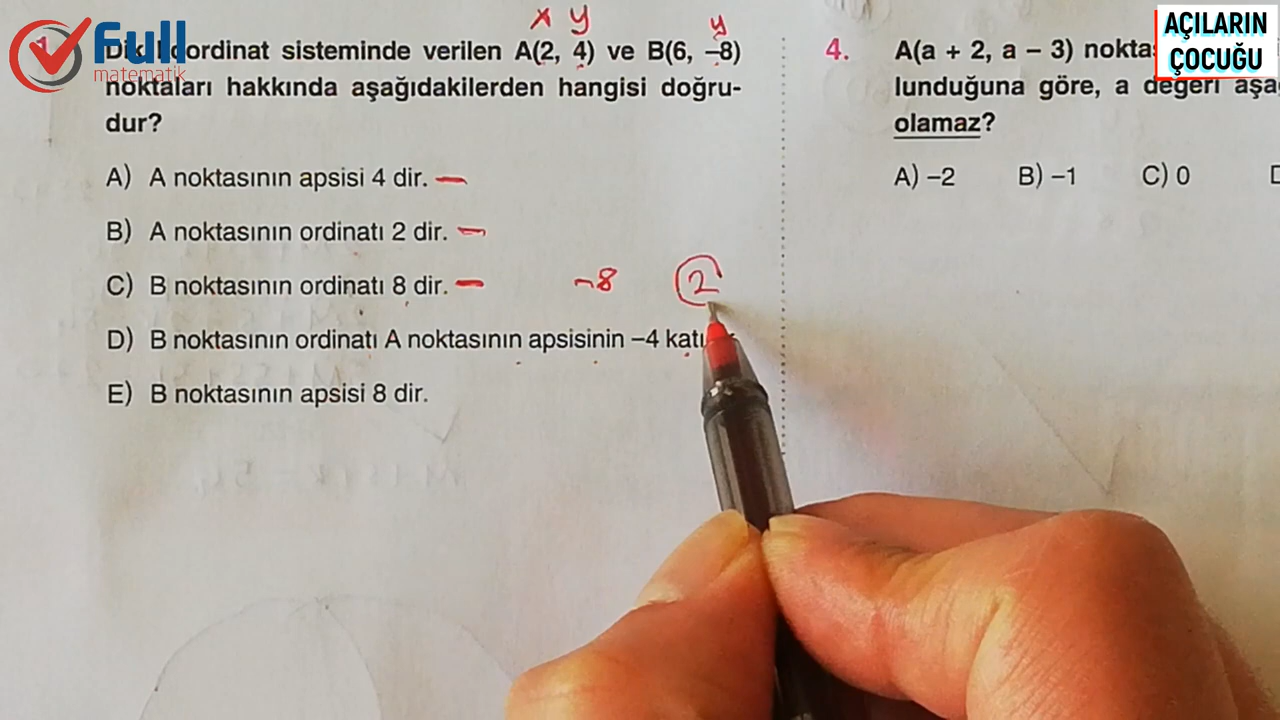 Full
matematik
AÇILARIN
ÇOCUĞU
x y y
1. Dik koordinat sisteminde verilen A(2, 4) ve B(6, –8)
noktaları hakkında aşağıdakilerden hangisi doğru-
dur?
A) A noktasının apsisi 4 dir. –
B) A noktasının ordinatı 2 dir. –
C) B noktasının ordinatı 8 dir. – –8 2
D) B noktasının ordinatı A noktasının apsisinin –4 katı
E) B noktasının apsisi 8 dir.
4. A(a + 2, a – 3)
lunduğuna göre, a değeri
olamaz?
A) –2 B) –1 C) 0